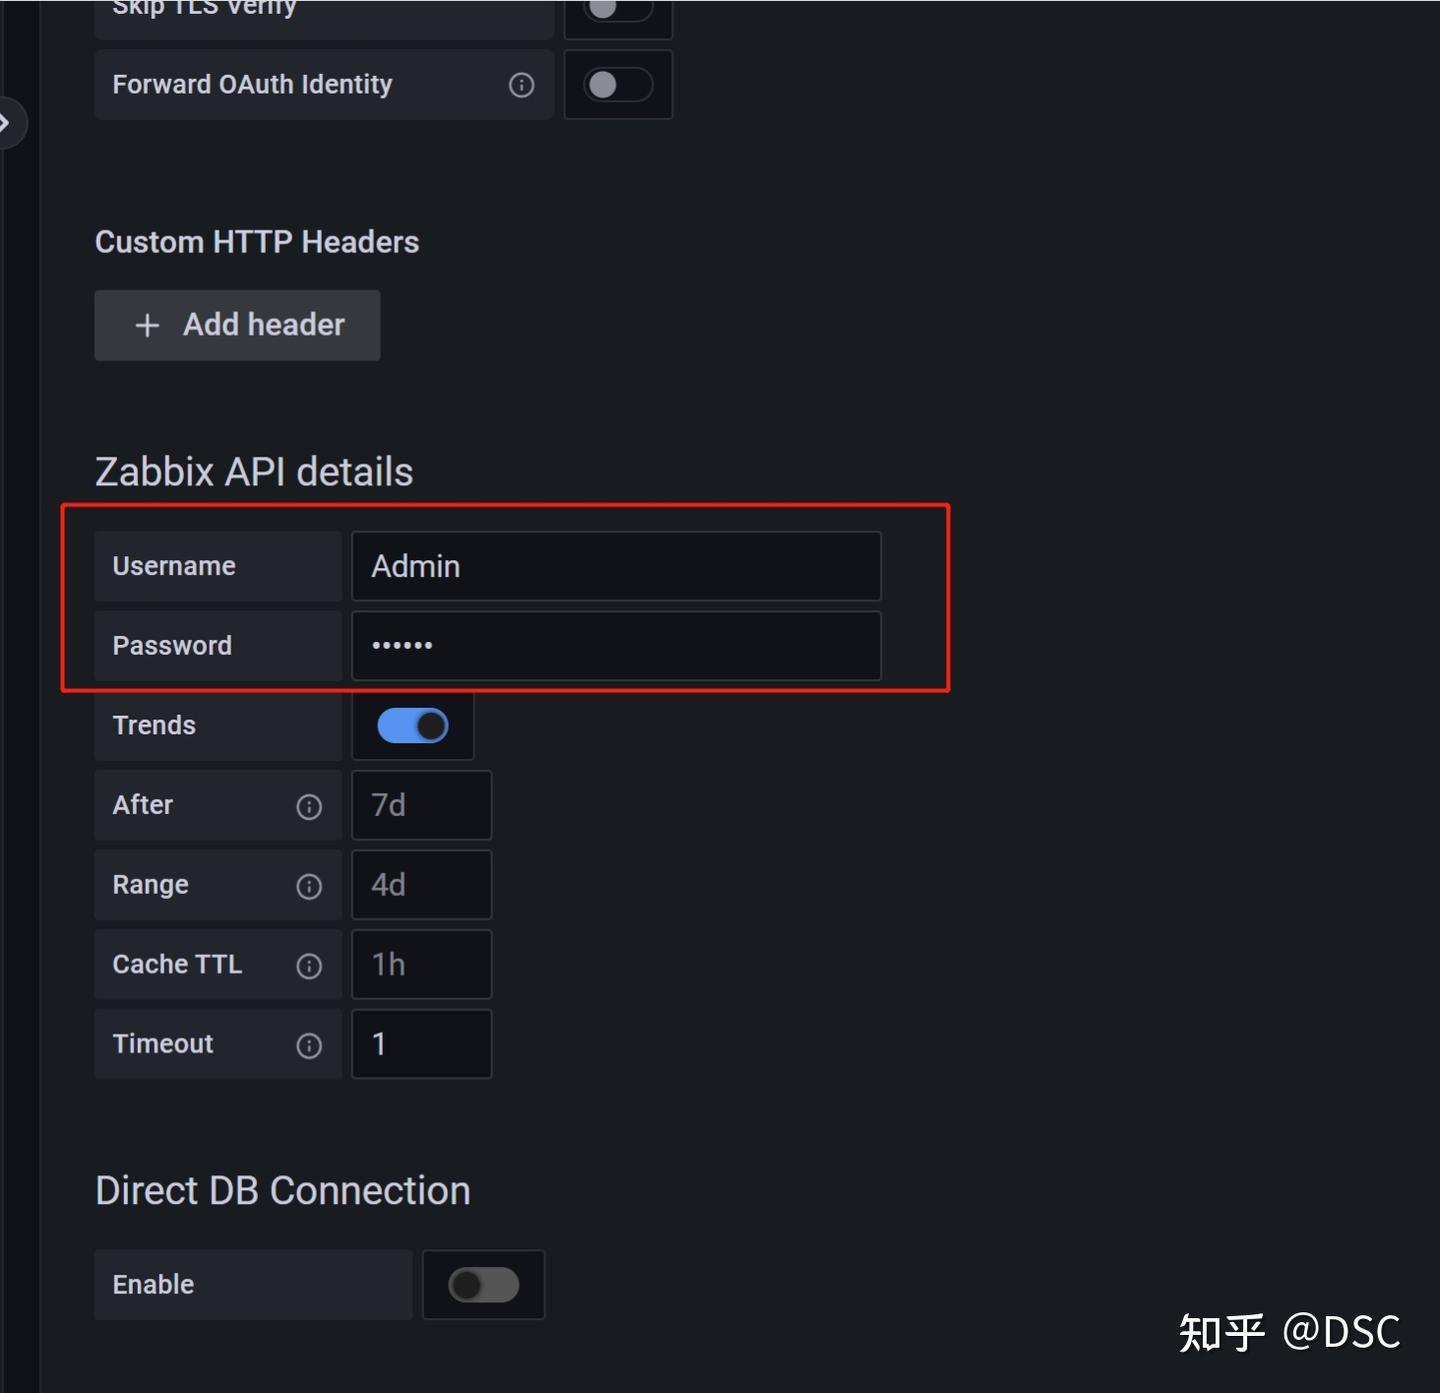 Skip TLS Verify
Forward OAuth Identity
Custom HTTP Headers
+ Add header
Zabbix API details
Username Admin
Password ••••••
Trends
After 7d
Range 4d
Cache TTL 1h
Timeout 1
Direct DB Connection
Enable
知乎 @DSC